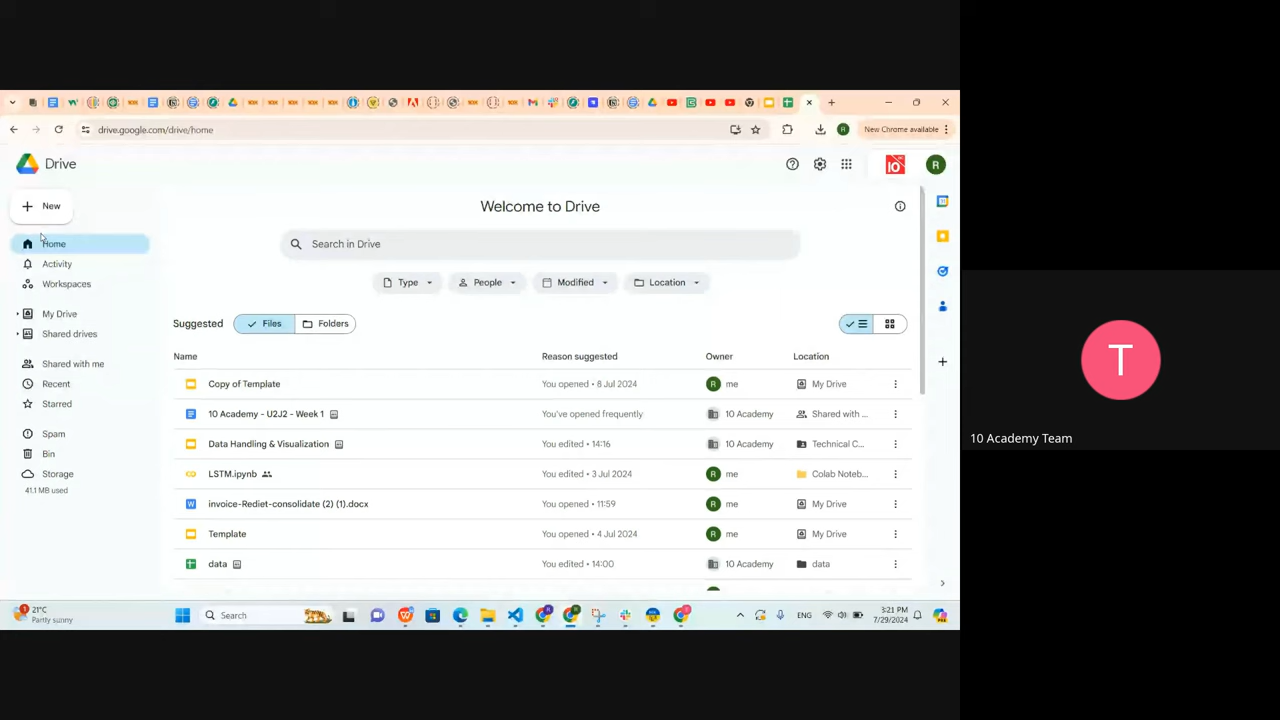 drive.google.com/drive/home
New Chrome available
Drive
R
New
Home
Activity
Workspaces
My Drive
Shared drives
Shared with me
Recent
Starred
Spam
Bin
Storage
41.1 MB used
Welcome to Drive
Search in Drive
Type People Modified Location
Suggested Files Folders
Name Reason suggested Owner Location
Copy of Template You opened • 8 Jul 2024 R me My Drive
10 Academy - U2J2 - Week 1 You've opened frequently 10 Academy Shared with ...
Data Handling & Visualization You edited • 14:16 10 Academy Technical C...
LSTM.ipynb You edited • 3 Jul 2024 R me Colab Noteb...
invoice-Rediet-consolidate (2) (1).docx You opened • 11:59 R me My Drive
Template You opened • 4 Jul 2024 R me My Drive
data You edited • 14:00 10 Academy data
21°C
Partly sunny
Search
ENG
3:21 PM
7/29/2024
T
10 Academy Team